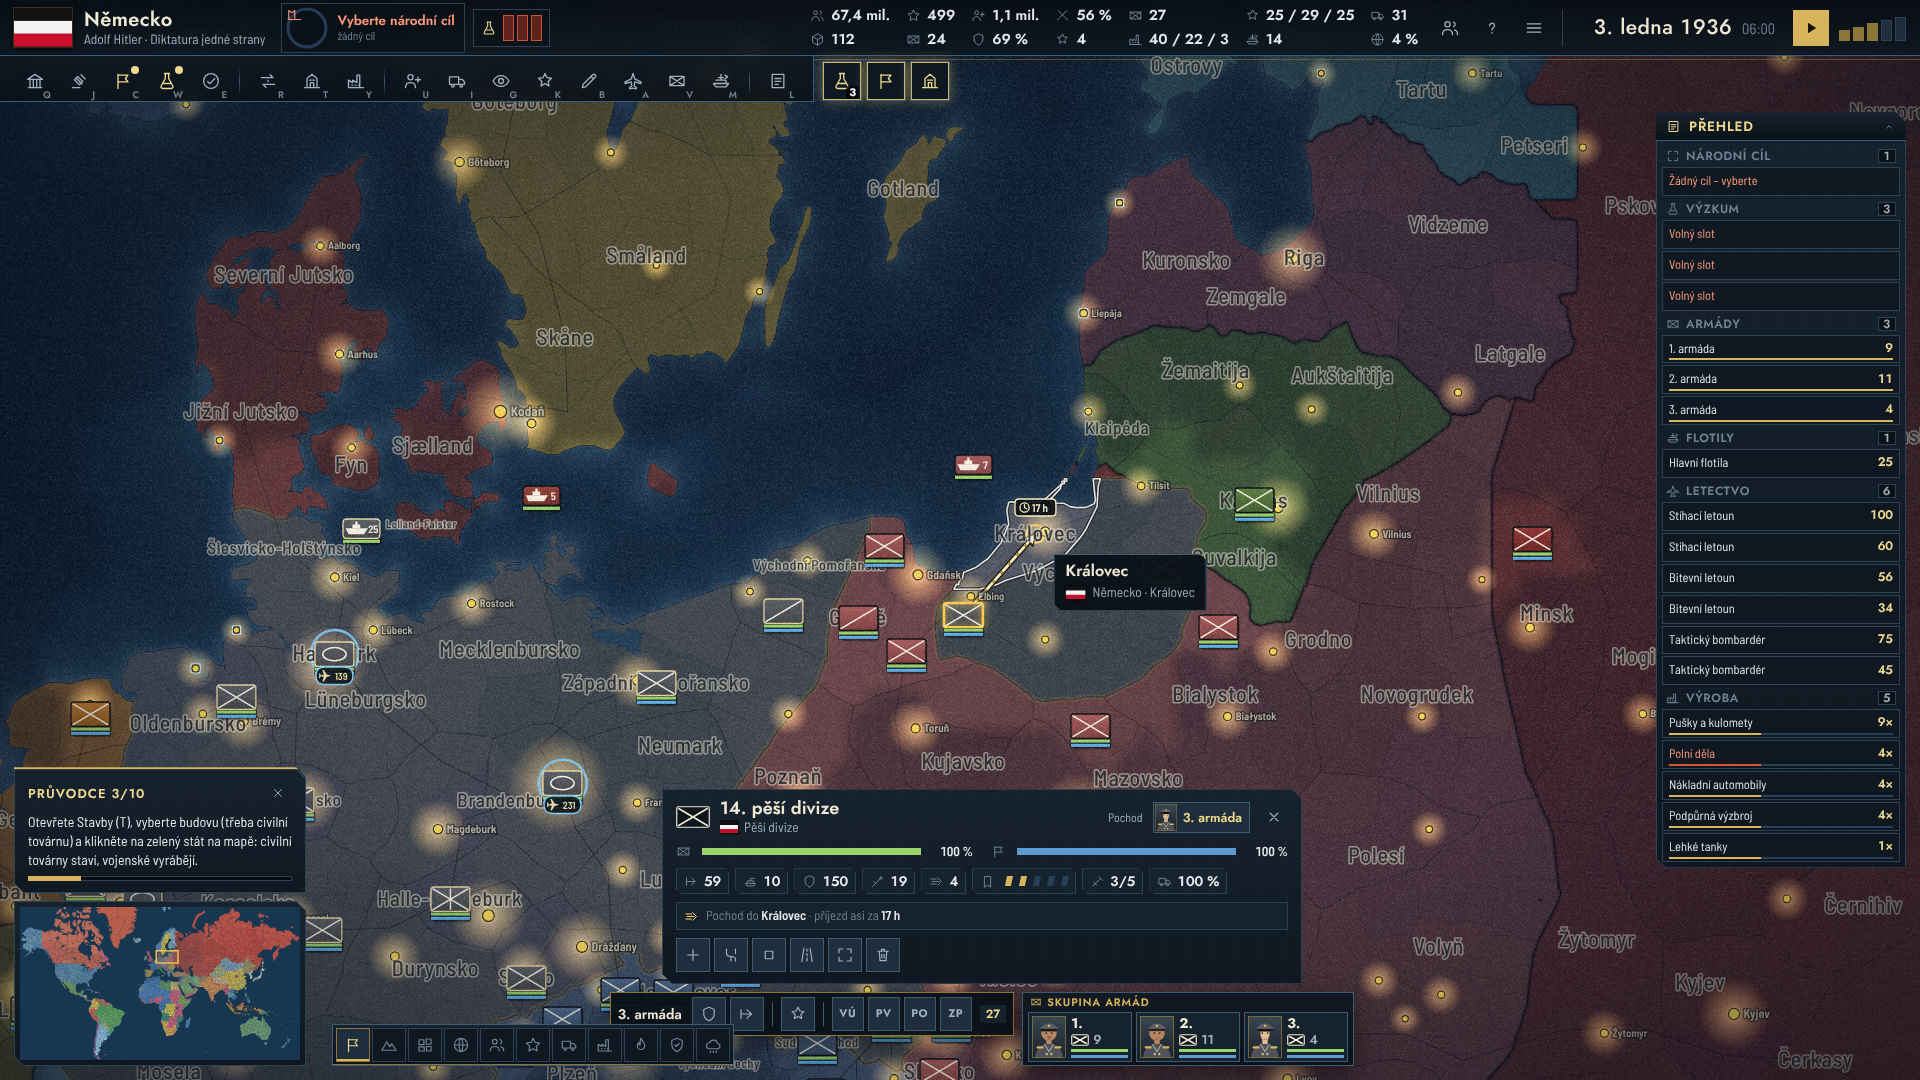 Německo
Adolf Hitler · Diktatura jedné strany
Vyberte národní cíl
žádný cíl
67,4 mil.
499
1,1 mil.
56 %
27
25 / 29 / 25
31
112
24
69 %
4
40 / 22 / 3
14
4 %
?
3. ledna 1936
06:00
Q
J
C
W
E
R
T
Y
U
I
G
K
B
A
V
M
L
3
Göteborg
Ostrovy
Tartu
Tartu
Petseri
Göteborg
Gotland
Småland
Aalborg
Severní Jutsko
Skåne
Aarhus
Jižní Jutsko
Kodaň
Sjælland
Fyn
Kuronsko
Riga
Zemgale
Vidzeme
Liepája
Latgale
Žemaitija
Aukštaitija
Klaipėda
7
5
25
Lolland-Falster
Šlesvicko-Holštýnsko
Kiel
Rostock
Lübeck
Tilsit
Vilnius
Vilnius
17 h
Královec
Suvalkija
Gdaňsk
Elbing
Královec
Německo · Královec
Minsk
Grodno
139
Mecklenbursko
Lüneburgsko
Oldenbursko
Brémy
Neumark
Toruň
Kujavsko
Poznaň
Mazovsko
Bialystok
Białystok
Novogrudek
Magdeburk
231
Polesí
Drážďany
Durynsko
Volyň
Žytomyr
Žytomyr
Kyjev
Kyjev
Černihiv
Čerkasy
Mosela
Plzeň
PŘEHLED
NÁRODNÍ CÍL
1
Žádný cíl – vyberte
VÝZKUM
3
Volný slot
Volný slot
Volný slot
ARMÁDY
3
1. armáda
9
2. armáda
11
3. armáda
4
FLOTILY
1
Hlavní flotila
25
LETECTVO
6
Stíhací letoun
100
Stíhací letoun
60
Bitevní letoun
56
Bitevní letoun
34
Taktický bombardér
75
Taktický bombardér
45
VÝROBA
5
Pušky a kulomety
9×
Polní děla
4×
Nákladní automobily
4×
Podpůrná výzbroj
4×
Lehké tanky
1×
PRŮVODCE 3/10
Otevřete Stavby (T), vyberte budovu (třeba civilní
továrnu) a klikněte na zelený stát na mapě: civilní
továrny staví, vojenské vyrábějí.
14. pěší divize
Pěší divize
Pochod
3. armáda
100 %
100 %
59
10
150
19
4
3/5
100 %
Pochod do Královec · příjezd asi za 17 h
3. armáda
VÚ
PV
PO
ZP
27
SKUPINA ARMÁD
1.
9
2.
11
3.
4